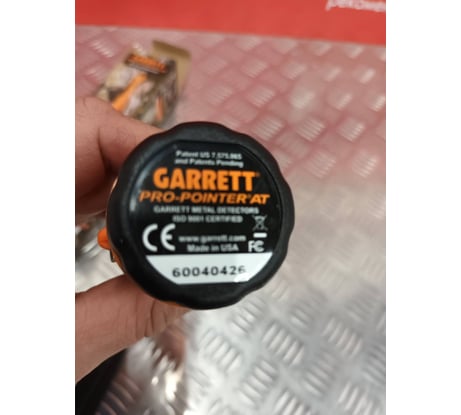 Patent US 7,575,065
and Patents Pending
GARRETT®
PRO-POINTER® AT
GARRETT METAL DETECTORS
ISO 9001 CERTIFIED
CE www.garrett.com FC
Made in USA
60040426